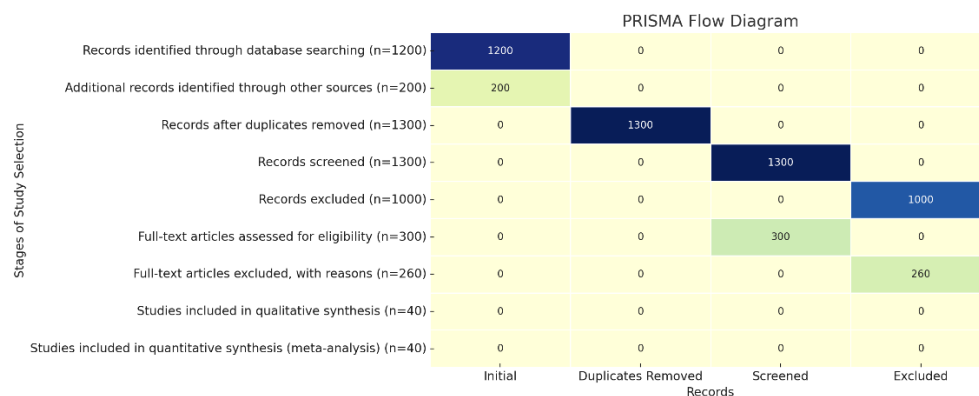 PRISMA Flow Diagram
Stages of Study Selection
Records identified through database searching (n=1200) 1200 0 0 0
Additional records identified through other sources (n=200) 200 0 0 0
Records after duplicates removed (n=1300) 0 1300 0 0
Records screened (n=1300) 0 0 1300 0
Records excluded (n=1000) 0 0 0 1000
Full-text articles assessed for eligibility (n=300) 0 0 300 0
Full-text articles excluded, with reasons (n=260) 0 0 0 260
Studies included in qualitative synthesis (n=40) 0 0 0 0
Studies included in quantitative synthesis (meta-analysis) (n=40) 0 0 0 0
Initial Duplicates Removed Screened Excluded
Records